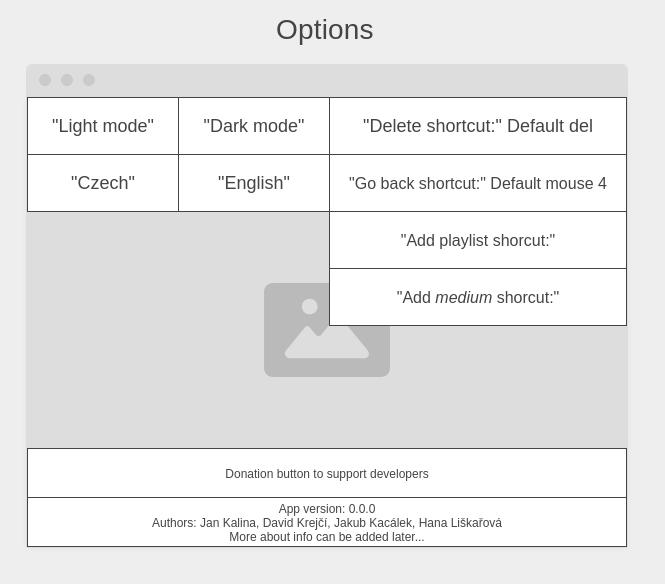 Options
"Light mode" "Dark mode" "Delete shortcut:" Default del
"Czech" "English" "Go back shortcut:" Default mouse 4
"Add playlist shorcut:"
"Add medium shorcut:"
Donation button to support developers
App version: 0.0.0
Authors: Jan Kalina, David Krejčí, Jakub Kacálek, Hana Liškařová
More about info can be added later...